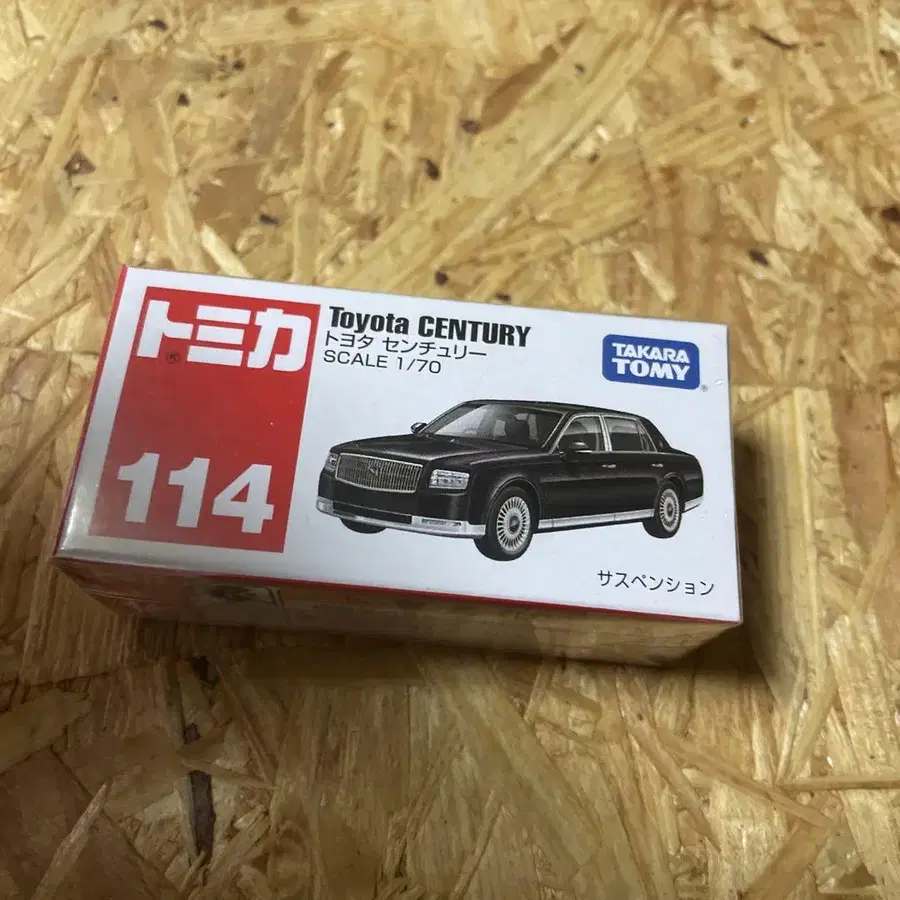 トミカ®
114
Toyota CENTURY
トヨタ センチュリー
SCALE 1/70
TAKARA
TOMY®
サスペンション